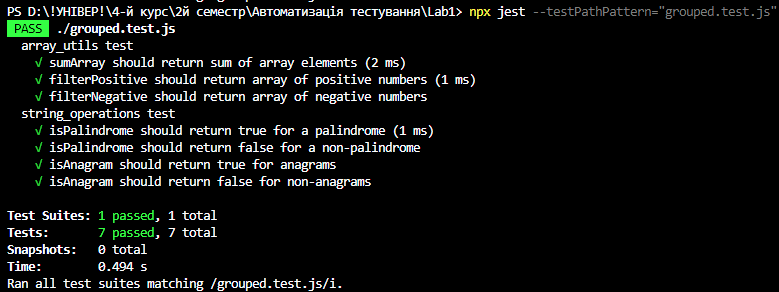 PS D:\!УНІВЕР!\4-й курс\2й семестр\Автоматизація тестування\Lab1> npx jest --testPathPattern="grouped.test.js"
PASS ./grouped.test.js
array_utils test
√ sumArray should return sum of array elements (2 ms)
√ filterPositive should return array of positive numbers (1 ms)
√ filterNegative should return array of negative numbers
string_operations test
√ isPalindrome should return true for a palindrome (1 ms)
√ isPalindrome should return false for a non-palindrome
√ isAnagram should return true for anagrams
√ isAnagram should return false for non-anagrams
Test Suites: 1 passed, 1 total
Tests: 7 passed, 7 total
Snapshots: 0 total
Time: 0.494 s
Ran all test suites matching /grouped.test.js/i.